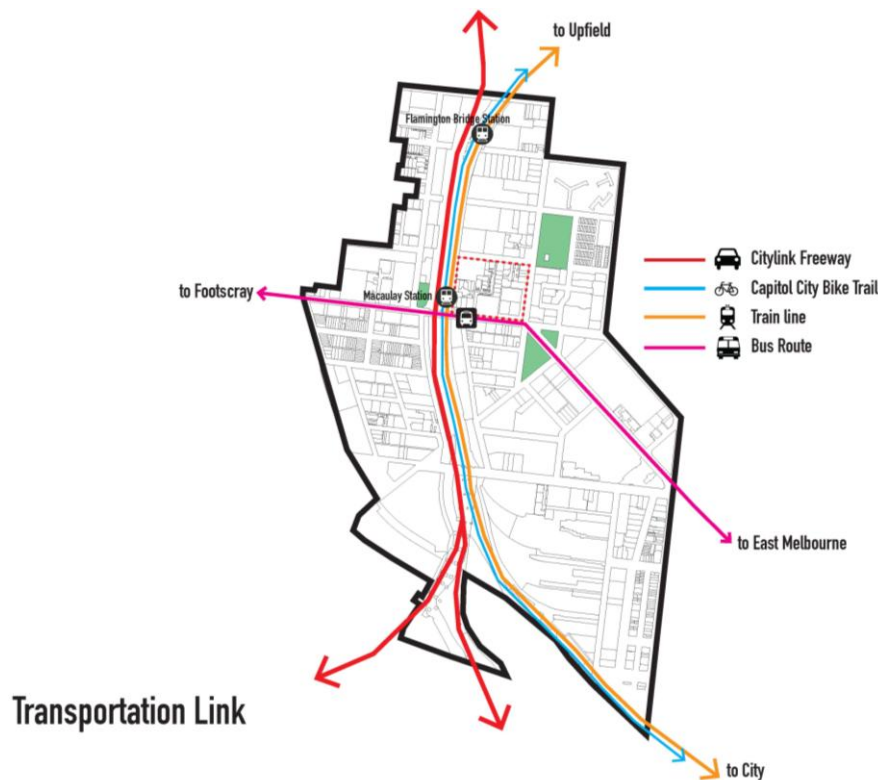 to Upfield
Flamington Bridge Station
to Footscray
Macaulay Station
Citylink Freeway
Capitol City Bike Trail
Train line
Bus Route
to East Melbourne
Transportation Link
to City